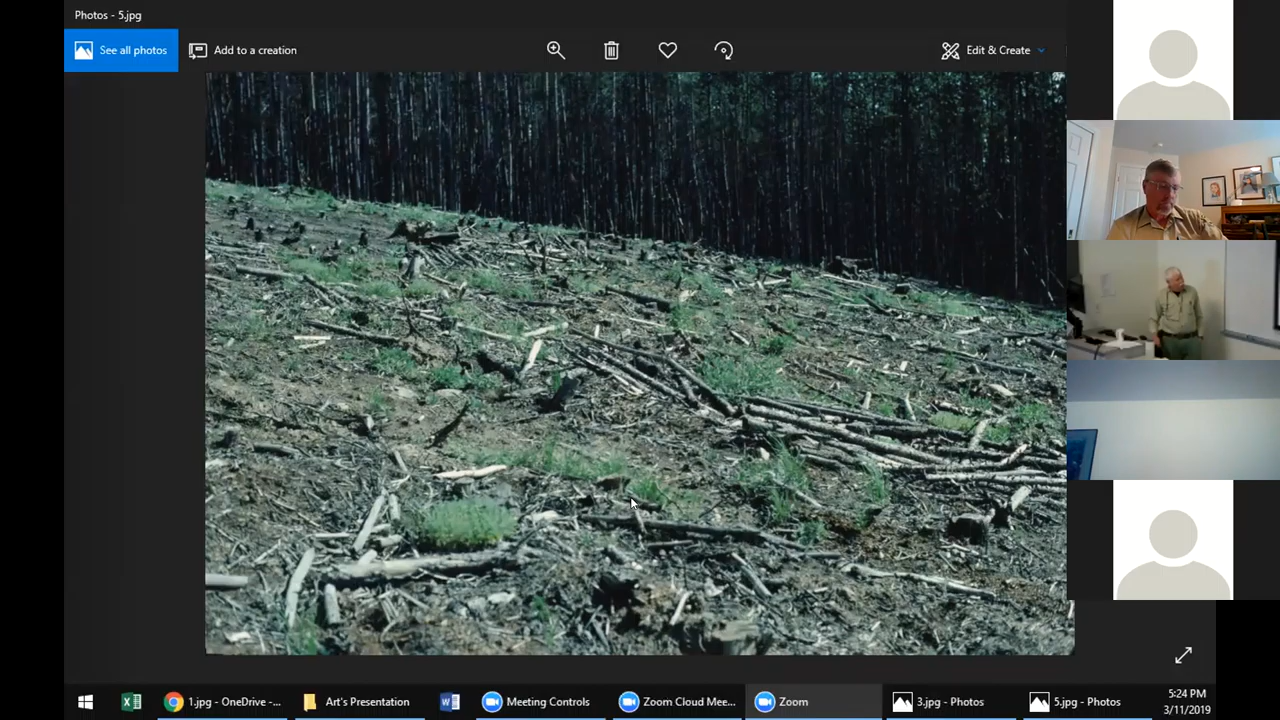 Photos - 5.jpg
See all photos
Add to a creation
Edit & Create
1.jpg - OneDrive -...
Art's Presentation
Meeting Controls
Zoom Cloud Mee...
Zoom
3.jpg - Photos
5.jpg - Photos
5:24 PM
3/11/2019